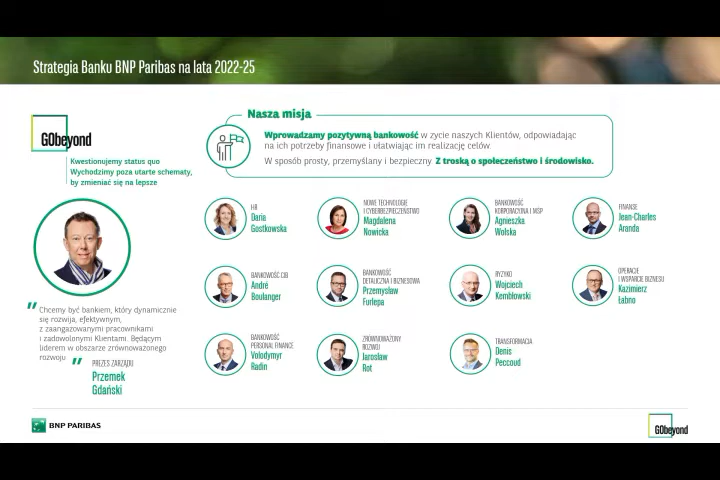 Strategia Banku BNP Paribas na lata 2022-25
GObeyond
Kwestionujemy status quo
Wychodzimy poza utarte schematy,
by zmieniać się na lepsze
Nasza misja
Wprowadzamy pozytywną bankowość w życie naszych Klientów, odpowiadając
na ich potrzeby finansowe i ułatwiając im realizację celów.
W sposób prosty, przemyślany i bezpieczny. Z troską o społeczeństwo i środowisko.
"Chcemy być bankiem, który dynamicznie
się rozwija, efektywnym,
z zaangażowanymi pracownikami
i zadowolonymi Klientami. Będącym
liderem w obszarze zrównoważonego
rozwoju"
PREZES ZARZĄDU
Przemek
Gdański
HR
Daria
Gostkowska
NOWE TECHNOLOGIE
I CYBERBEZPIECZEŃSTWO
Magdalena
Nowicka
BANKOWOŚĆ
KORPORACYJNA I MŚP
Agnieszka
Wolska
FINANSE
Jean-Charles
Aranda
BANKOWOŚĆ CIB
André
Boulanger
BANKOWOŚĆ
DETALICZNA I BIZNESOWA
Przemysław
Furlepa
RYZYKO
Wojciech
Kembłowski
OPERACJE
I WSPARCIE BIZNESU
Kazimierz
Łabno
BANKOWOŚĆ
PERSONAL FINANCE
Volodymyr
Radin
ZRÓWNOWAŻONY
ROZWÓJ
Jarosław
Rot
TRANSFORMACJA
Denis
Peccoud
BNP PARIBAS
GObeyond